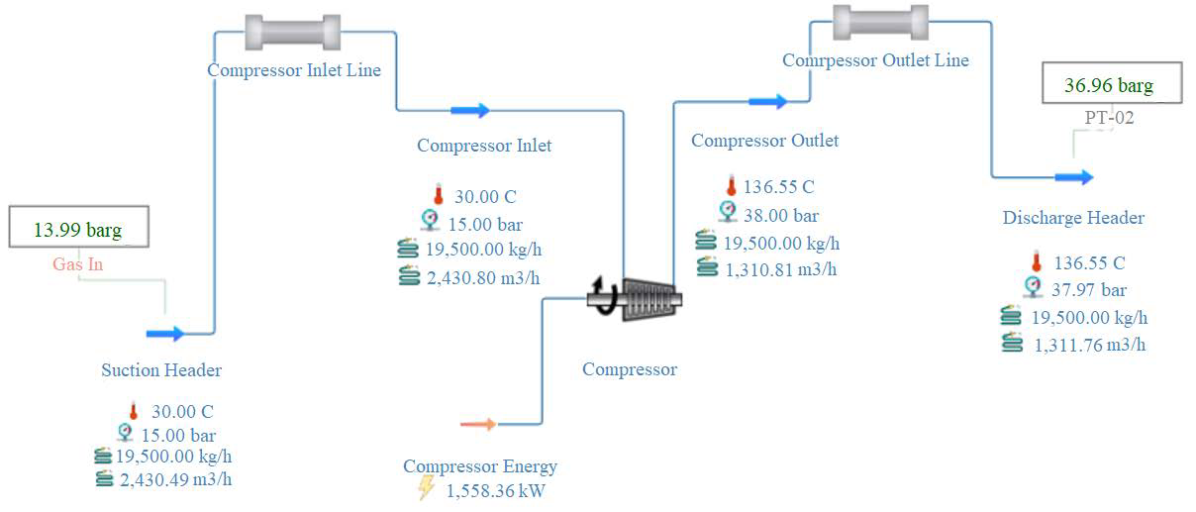 Compressor Inlet Line
Comrpessor Outlet Line
36.96 barg
PT-02
Compressor Inlet
30.00 C
15.00 bar
19,500.00 kg/h
2,430.80 m3/h
Compressor Outlet
136.55 C
38.00 bar
19,500.00 kg/h
1,310.81 m3/h
Discharge Header
136.55 C
37.97 bar
19,500.00 kg/h
1,311.76 m3/h
13.99 barg
Gas In
Suction Header
30.00 C
15.00 bar
19,500.00 kg/h
2,430.49 m3/h
Compressor
Compressor Energy
1,558.36 kW